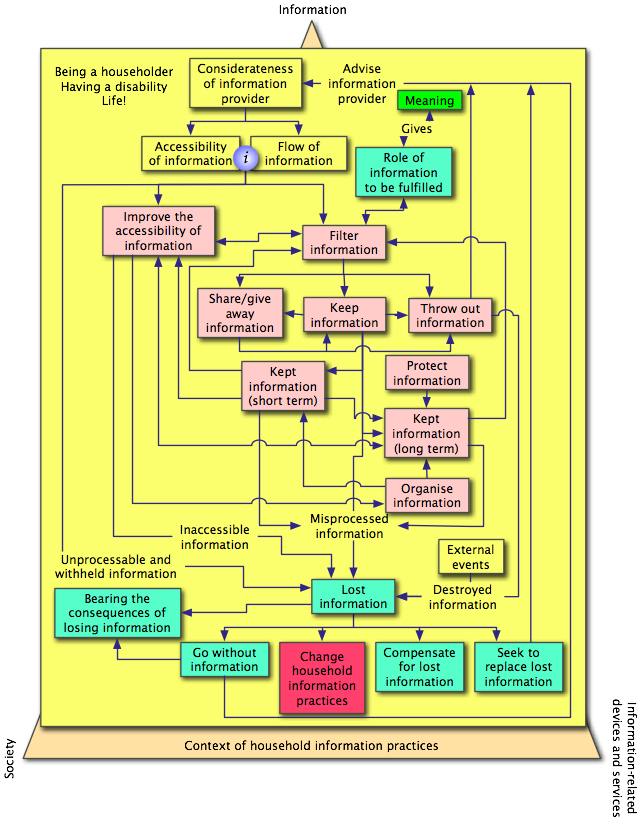 Information
Being a householder
Having a disability
Life!
Considerateness
of information
provider
Advise
information
provider
Meaning
Gives
Accessibility
of information
i
Flow of
information
Role of
information
to be fulfilled
Improve the
accessibility of
information
Filter
information
Share/give
away
information
Keep
information
Throw out
information
Kept
information
(short term)
Protect
information
Kept
information
(long term)
Organise
information
Misprocessed
information
Inaccessible
information
External
events
Unprocessable and
withheld information
Lost
information
Destroyed
information
Bearing the
consequences of
losing information
Go without
information
Change
household
information
practices
Compensate
for lost
information
Seek to
replace lost
information
Context of household information practices
Society
Information-related
devices and services